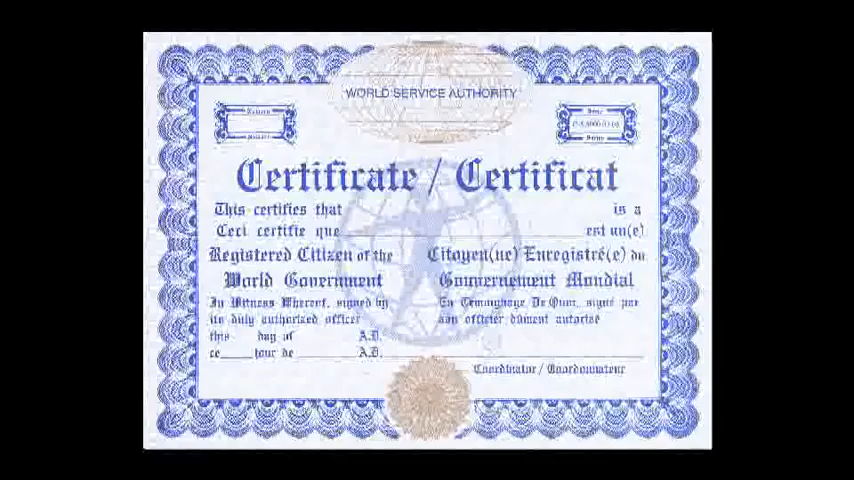 WORLD SERVICE AUTHORITY
Certificate / Certificat
This certifies that is a
Ceci certifie que est un(e)
Registered Citizen of the Citoyen(ne) Enregistré(e) du
World Government Gouvernement Mondial
In Witness Whereof, signed by En Temoignage De Quoi, signé par
its duly authorized officer son officier dûment autorisé
this day of A.D.
ce jour de A.D.
Coordinator / Coordonnateur